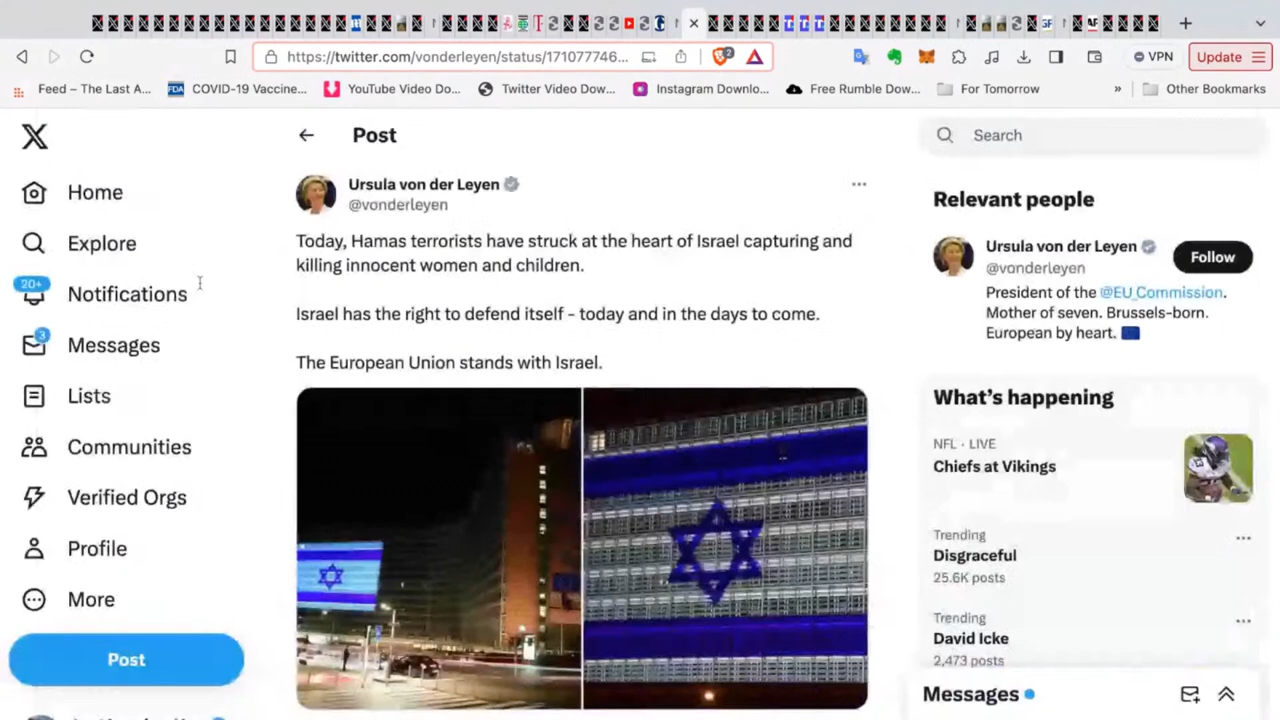 https://twitter.com/vonderleyen/status/171077746...
2
VPN
Update
Feed – The Last A...
FDA
COVID-19 Vaccine...
YouTube Video Do...
Twitter Video Dow...
Instagram Downlo...
Free Rumble Dow...
For Tomorrow
»
Other Bookmarks
Home
Explore
20+
Notifications
3
Messages
Lists
Communities
Verified Orgs
Profile
More
Post
Post
Ursula von der Leyen
@vonderleyen
Today, Hamas terrorists have struck at the heart of Israel capturing and
killing innocent women and children.
Israel has the right to defend itself - today and in the days to come.
The European Union stands with Israel.
Search
Relevant people
Ursula von der Leyen
@vonderleyen
Follow
President of the @EU_Commission.
Mother of seven. Brussels-born.
European by heart.
What's happening
NFL · LIVE
Chiefs at Vikings
Trending
Disgraceful
25.6K posts
Trending
David Icke
2,473 posts
Messages